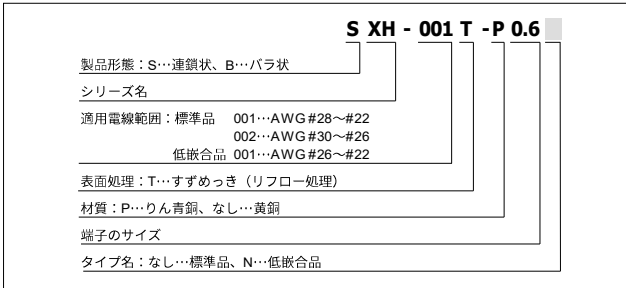 S XH - 001 T - P 0.6
製品形態：S…連鎖状、B…バラ状
シリーズ名
適用電線範囲：標準品 001…AWG #28～#22
002…AWG #30～#26
低嵌合品 001…AWG #26～#22
表面処理：T…すずめっき（リフロー処理）
材質：P…りん青銅、なし…黄銅
端子のサイズ
タイプ名：なし…標準品、N…低嵌合品